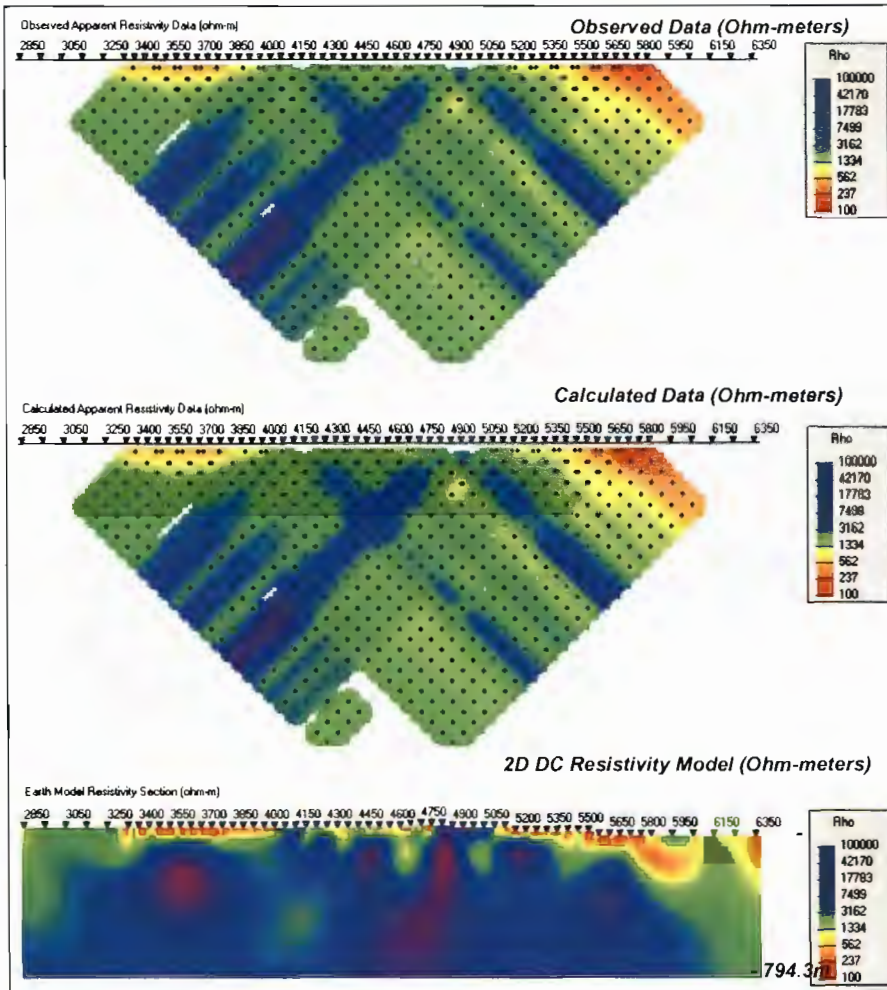 Observed Apparent Resistivity Data (ohm-m)
Observed Data (Ohm-meters)
2850 3050 3250 3400 3550 3700 3850 4000 4150 4300 4450 4600 4750 4900 5050 5200 5350 5500 5650 5800 5950 6150 6350
Rho
100000
42170
17783
7499
3162
1334
562
237
100
Calculated Data (Ohm-meters)
Calculated Apparent Resistivity Data (ohm-m)
2850 3050 3250 3400 3550 3700 3850 4000 4150 4300 4450 4600 4750 4900 5050 5200 5350 5500 5650 5800 5950 6150 6350
Rho
100000
42170
17783
7498
3162
1334
562
237
100
2D DC Resistivity Model (Ohm-meters)
Earth Model Resistivity Section (ohm-m)
2850 3050 3250 3400 3550 3700 3850 4000 4150 4300 4450 4600 4750 4900 5050 5200 5350 5500 5650 5800 5950 6150 6350
Rho
100000
42170
17783
7499
3162
1334
562
237
100
- 794.3m